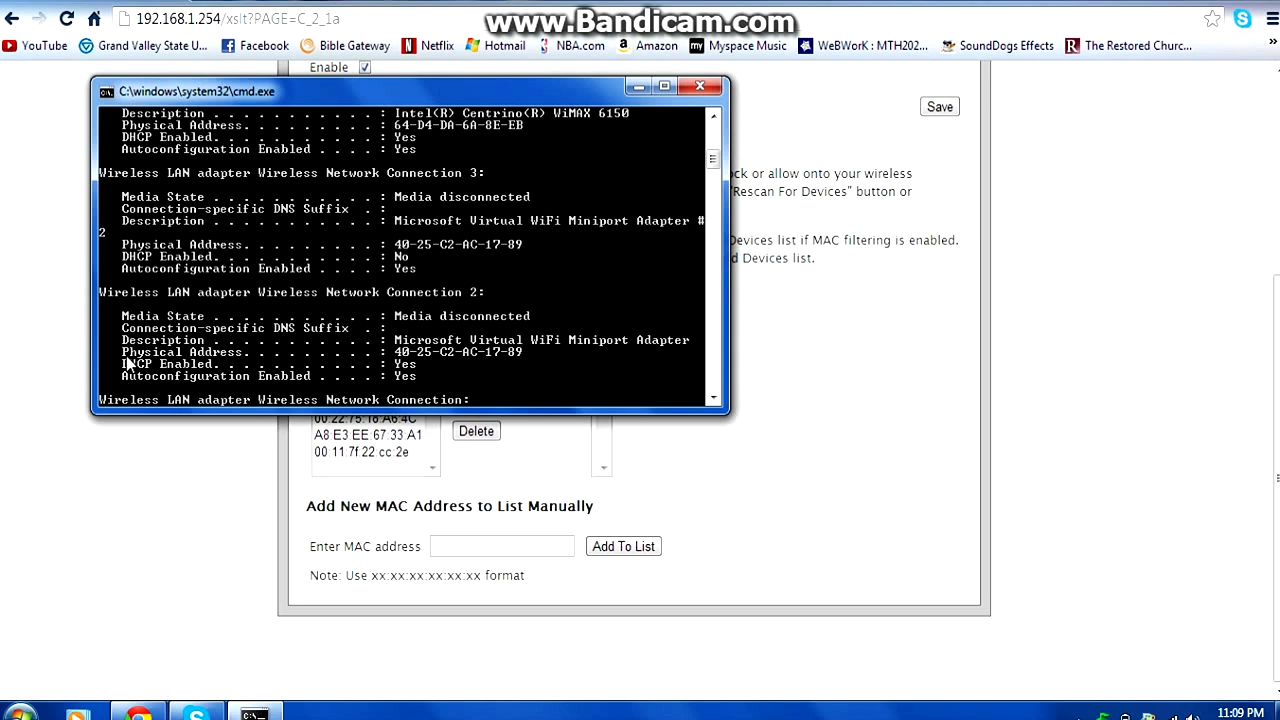 192.168.1.254/xslt?PAGE=C_2_1a
www.Bandicam.com
YouTube
Grand Valley State U...
Facebook
Bible Gateway
Netflix
Hotmail
NBA.com
Amazon
Myspace Music
WeBWorK : MTH202...
SoundDogs Effects
The Restored Churc...
Enable
C:\windows\system32\cmd.exe
Save
Description . . . . . . . . . . . : Intel(R) Centrino(R) WiMAX 6150
Physical Address. . . . . . . . . : 64-D4-DA-6A-8E-EB
DHCP Enabled. . . . . . . . . . . : Yes
Autoconfiguration Enabled . . . . : Yes
Wireless LAN adapter Wireless Network Connection 3:
Media State . . . . . . . . . . . : Media disconnected
Connection-specific DNS Suffix  . :
Description . . . . . . . . . . . : Microsoft Virtual WiFi Miniport Adapter #
2
Physical Address. . . . . . . . . : 40-25-C2-AC-17-89
DHCP Enabled. . . . . . . . . . . : No
Autoconfiguration Enabled . . . . : Yes
Wireless LAN adapter Wireless Network Connection 2:
Media State . . . . . . . . . . . : Media disconnected
Connection-specific DNS Suffix  . :
Description . . . . . . . . . . . : Microsoft Virtual WiFi Miniport Adapter
Physical Address. . . . . . . . . : 40-25-C2-AC-17-89
DHCP Enabled. . . . . . . . . . . : Yes
Autoconfiguration Enabled . . . . : Yes
Wireless LAN adapter Wireless Network Connection:
or allow onto your wireless
"Rescan For Devices" button or
Devices list if MAC filtering is enabled.
Devices list.
00:22:75:18:A6:4C
A8 E3 EE 67:33 A1
00:11:7f 22 cc 2e
Delete
Add New MAC Address to List Manually
Enter MAC address
Add To List
Note: Use xx:xx:xx:xx:xx:xx format
11:09 PM